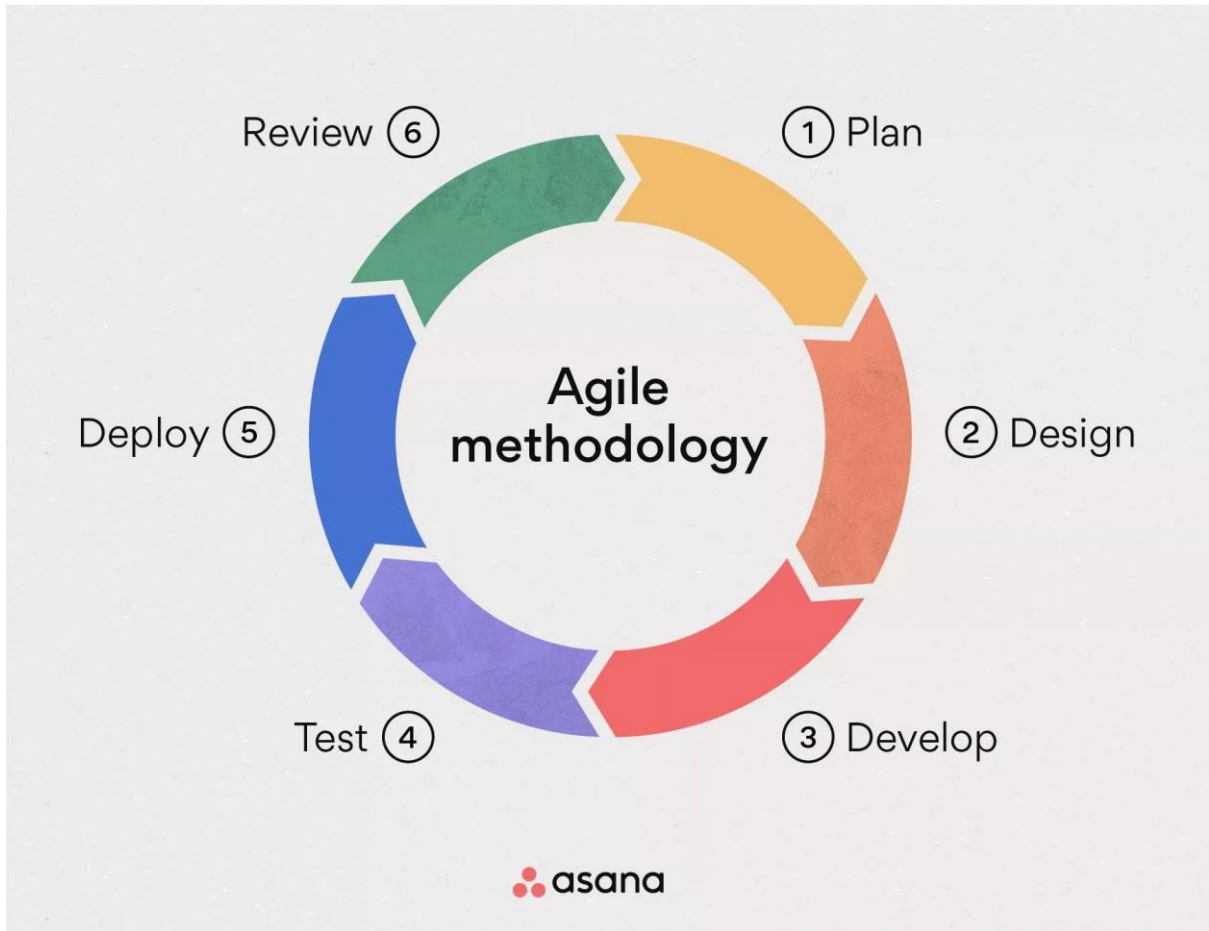 Review 6
1 Plan
Agile
methodology
Deploy 5
2 Design
Test 4
3 Develop
asana